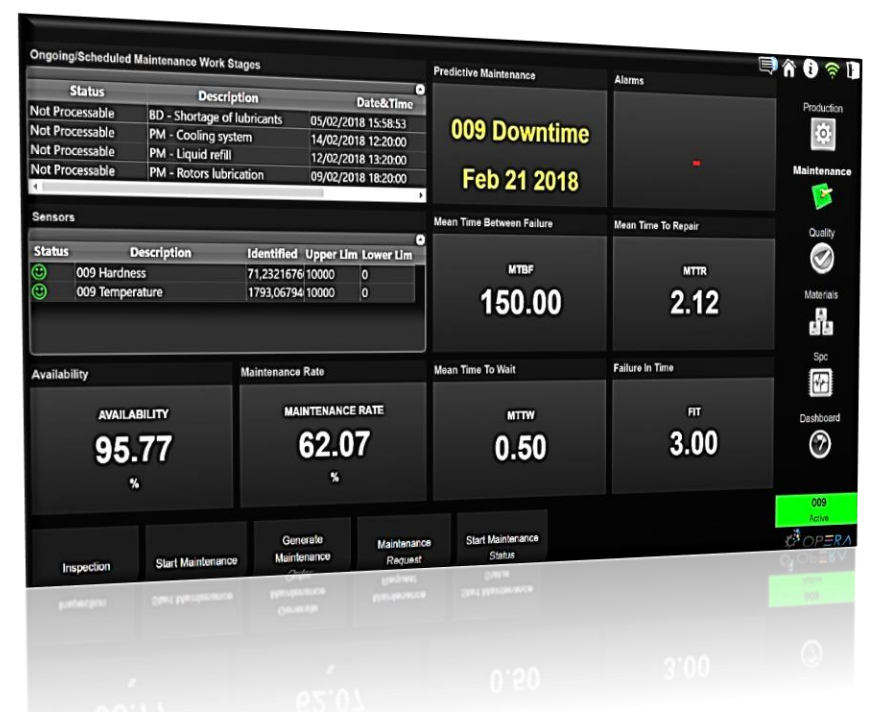 Ongoing/Scheduled Maintenance Work Stages
Status Description Date&Time
Not Processable BD - Shortage of lubricants 05/02/2018 15:58:53
Not Processable PM - Cooling system 14/02/2018 12:20:00
Not Processable PM - Liquid refill 12/02/2018 13:20:00
Not Processable PM - Rotors lubrication 09/02/2018 18:20:00
Predictive Maintenance
009 Downtime
Feb 21 2018
Alarms
-
Sensors
Status Description Identified Upper Lim Lower Lim
009 Hardness 71,2321676 10000 0
009 Temperature 1793,06794 10000 0
Mean Time Between Failure
MTBF
150.00
Mean Time To Repair
MTTR
2.12
Availability
AVAILABILITY
95.77
%
Maintenance Rate
MAINTENANCE RATE
62.07
%
Mean Time To Wait
MTTW
0.50
Failure In Time
FIT
3.00
Inspection
Start Maintenance
Generate
Maintenance
Order
Maintenance
Request
Start Maintenance
Status
Production
Maintenance
Quality
Materials
Spc
Dashboard
009
Active
OPERA